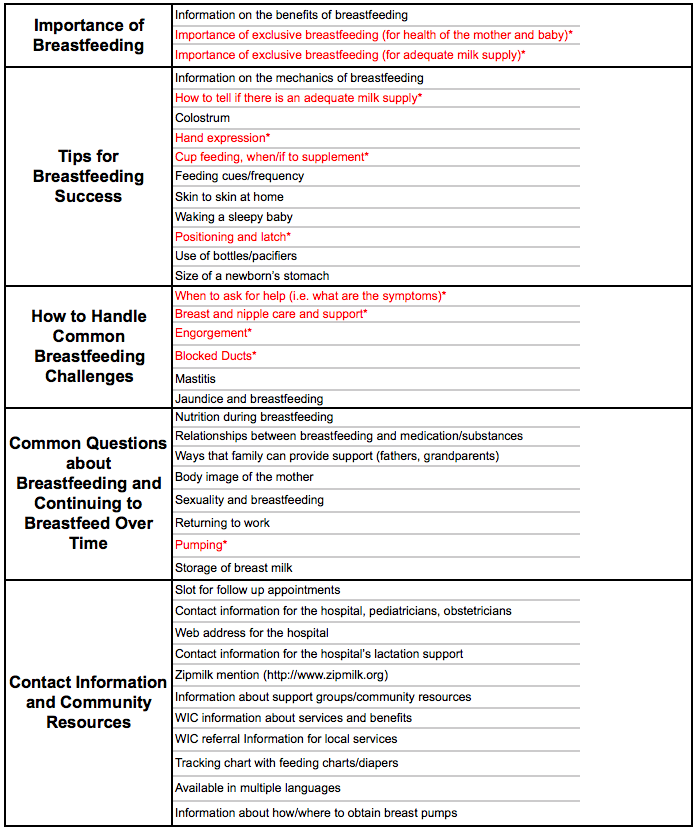 Importance of
Breastfeeding
Information on the benefits of breastfeeding
Importance of exclusive breastfeeding (for health of the mother and baby)*
Importance of exclusive breastfeeding (for adequate milk supply)*
Tips for
Breastfeeding
Success
Information on the mechanics of breastfeeding
How to tell if there is an adequate milk supply*
Colostrum
Hand expression*
Cup feeding, when/if to supplement*
Feeding cues/frequency
Skin to skin at home
Waking a sleepy baby
Positioning and latch*
Use of bottles/pacifiers
Size of a newborn's stomach
How to Handle
Common
Breastfeeding
Challenges
When to ask for help (i.e. what are the symptoms)*
Breast and nipple care and support*
Engorgement*
Blocked Ducts*
Mastitis
Jaundice and breastfeeding
Common Questions
about
Breastfeeding and
Continuing to
Breastfeed Over
Time
Nutrition during breastfeeding
Relationships between breastfeeding and medication/substances
Ways that family can provide support (fathers, grandparents)
Body image of the mother
Sexuality and breastfeeding
Returning to work
Pumping*
Storage of breast milk
Contact Information
and Community
Resources
Slot for follow up appointments
Contact information for the hospital, pediatricians, obstetricians
Web address for the hospital
Contact information for the hospital's lactation support
Zipmilk mention (http://www.zipmilk.org)
Information about support groups/community resources
WIC information about services and benefits
WIC referral Information for local services
Tracking chart with feeding charts/diapers
Available in multiple languages
Information about how/where to obtain breast pumps